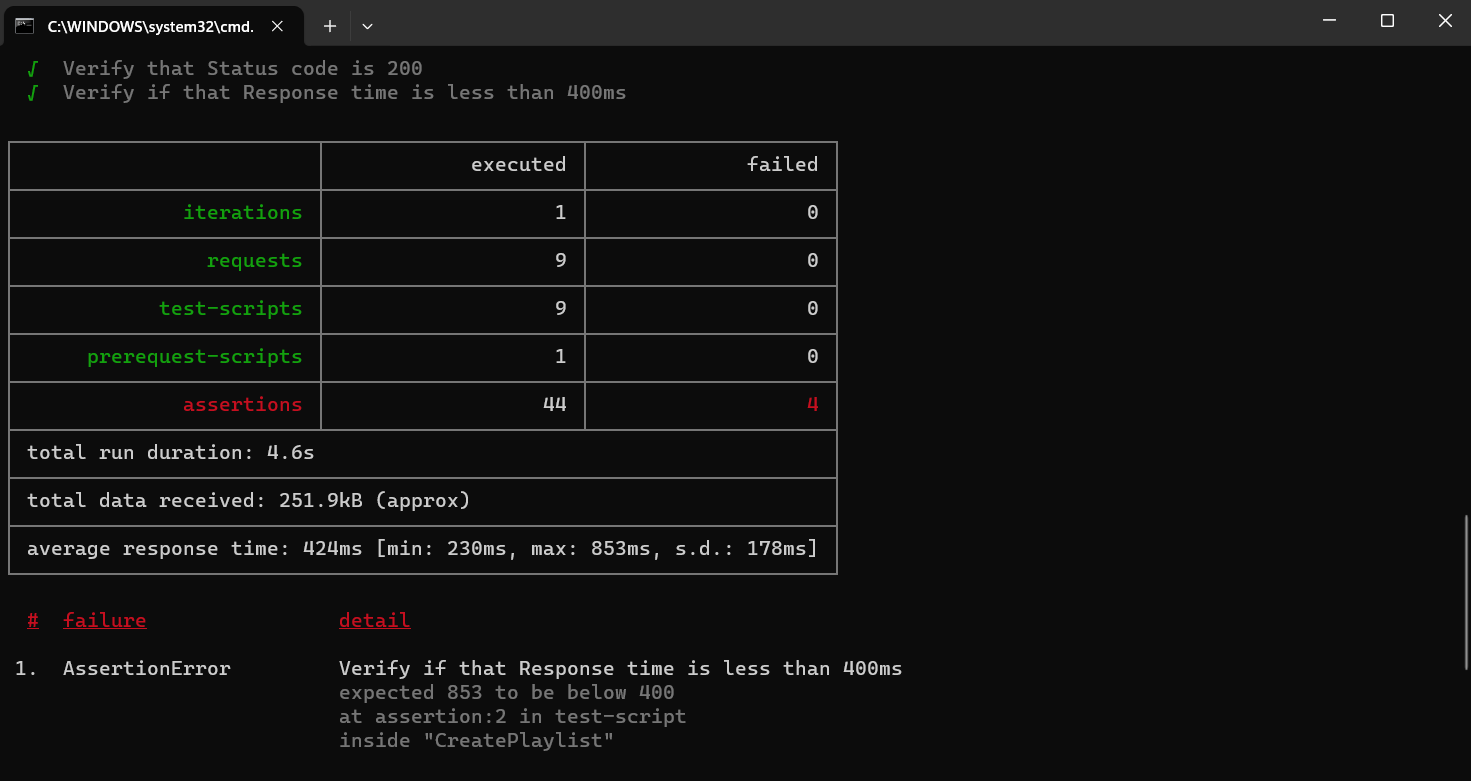 C:\WINDOWS\system32\cmd.
√ Verify that Status code is 200
√ Verify if that Response time is less than 400ms
executed failed
iterations 1 0
requests 9 0
test-scripts 9 0
prerequest-scripts 1 0
assertions 44 4
total run duration: 4.6s
total data received: 251.9kB (approx)
average response time: 424ms [min: 230ms, max: 853ms, s.d.: 178ms]
# failure detail
1. AssertionError Verify if that Response time is less than 400ms
expected 853 to be below 400
at assertion:2 in test-script
inside "CreatePlaylist"